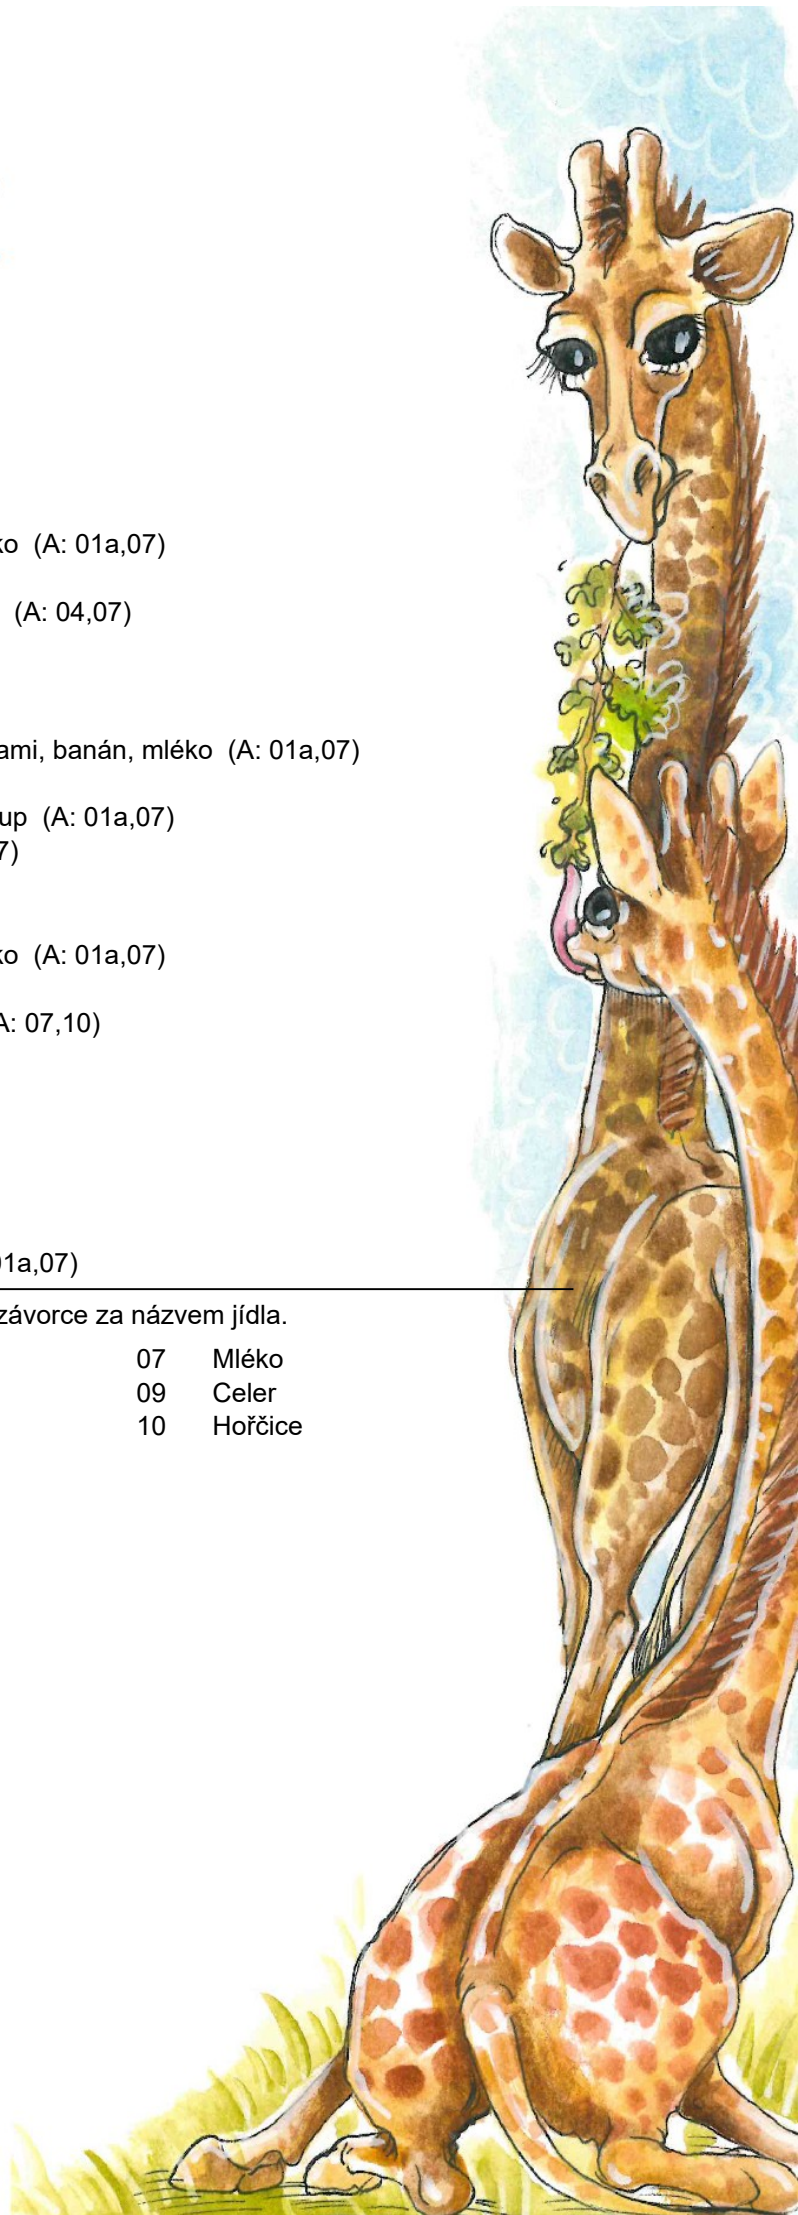 ko (A: 01a,07)
(A: 04,07)
ami, banán, mléko (A: 01a,07)
up (A: 01a,07)
7)
ko (A: 01a,07)
A: 07,10)
01a,07)
závorce za názvem jídla.
07 Mléko
09 Celer
10 Hořčice